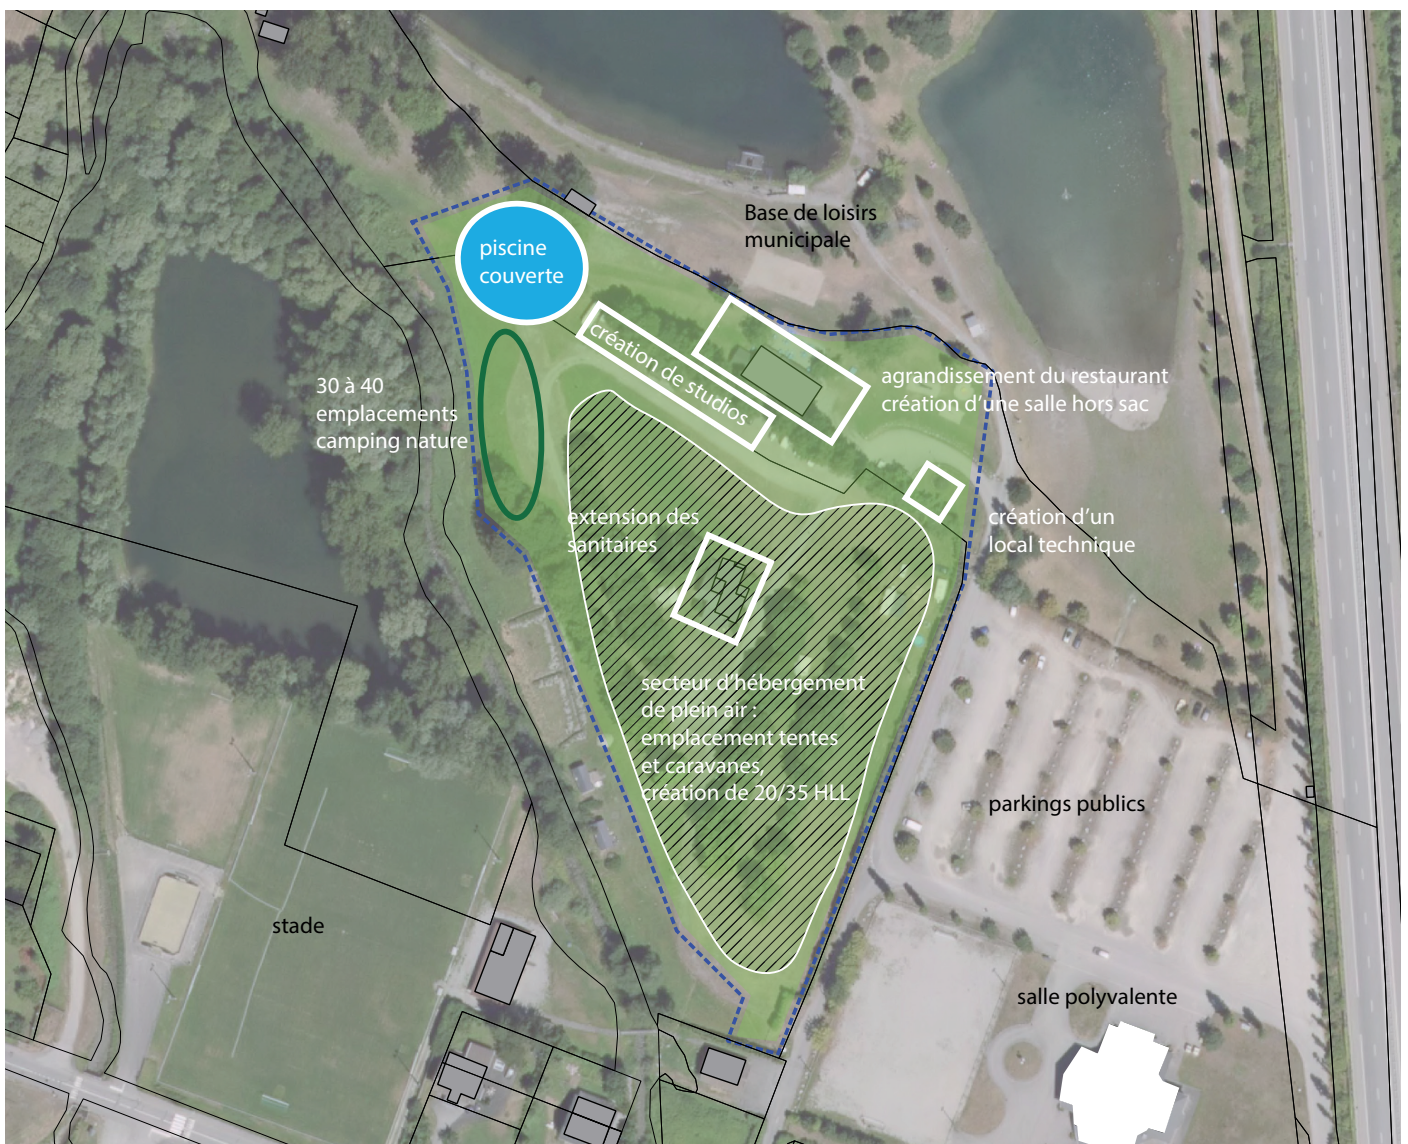 Base de loisirs
municipale
piscine
couverte
création de studios
30 à 40
emplacements
camping nature
agrandissement du restaurant
création d'une salle hors sac
extension des
sanitaires
création d'un
local technique
secteur d'hébergement
de plein air :
emplacement tentes
et caravanes,
création de 20/35 HLL
parkings publics
stade
salle polyvalente